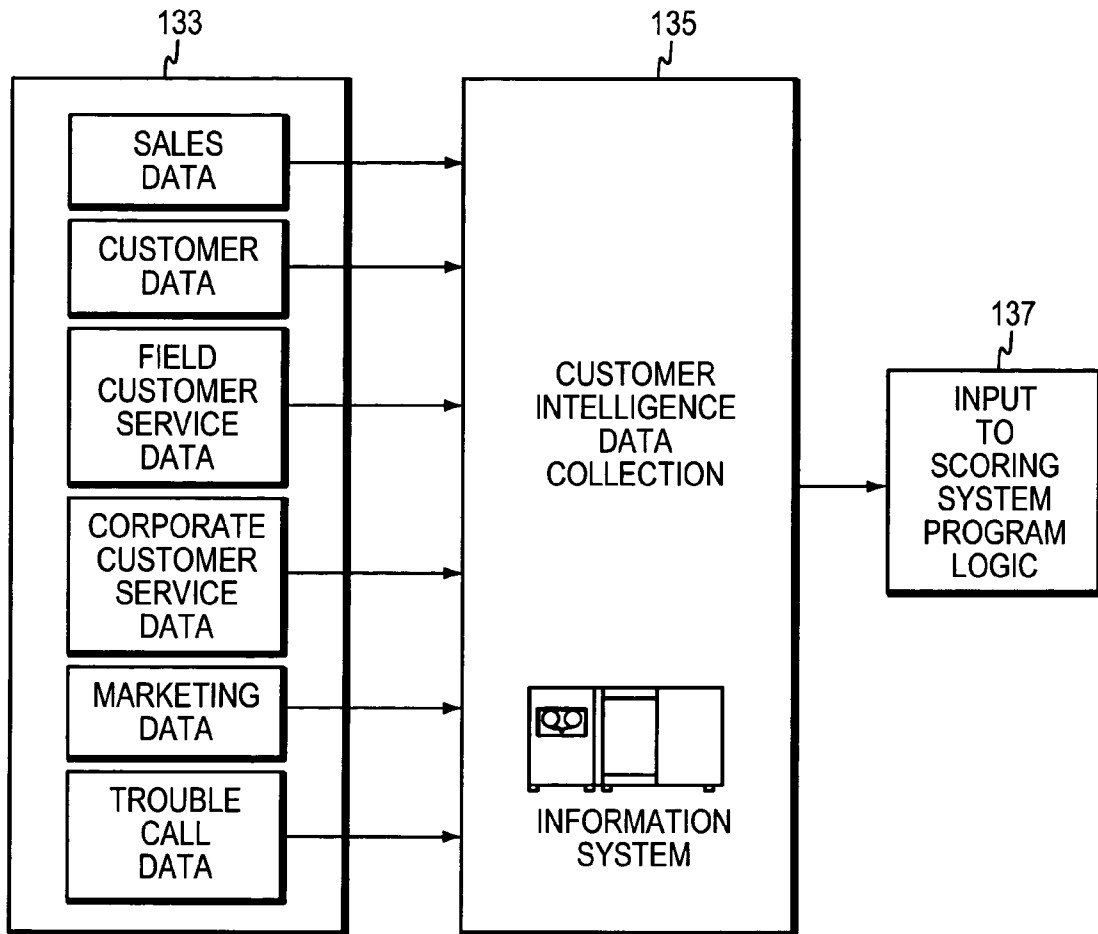 133
135
SALES
DATA
CUSTOMER
DATA
FIELD
CUSTOMER
SERVICE
DATA
CORPORATE
CUSTOMER
SERVICE
DATA
MARKETING
DATA
TROUBLE
CALL
DATA
CUSTOMER
INTELLIGENCE
DATA
COLLECTION
INFORMATION
SYSTEM
137
INPUT
TO
SCORING
SYSTEM
PROGRAM
LOGIC